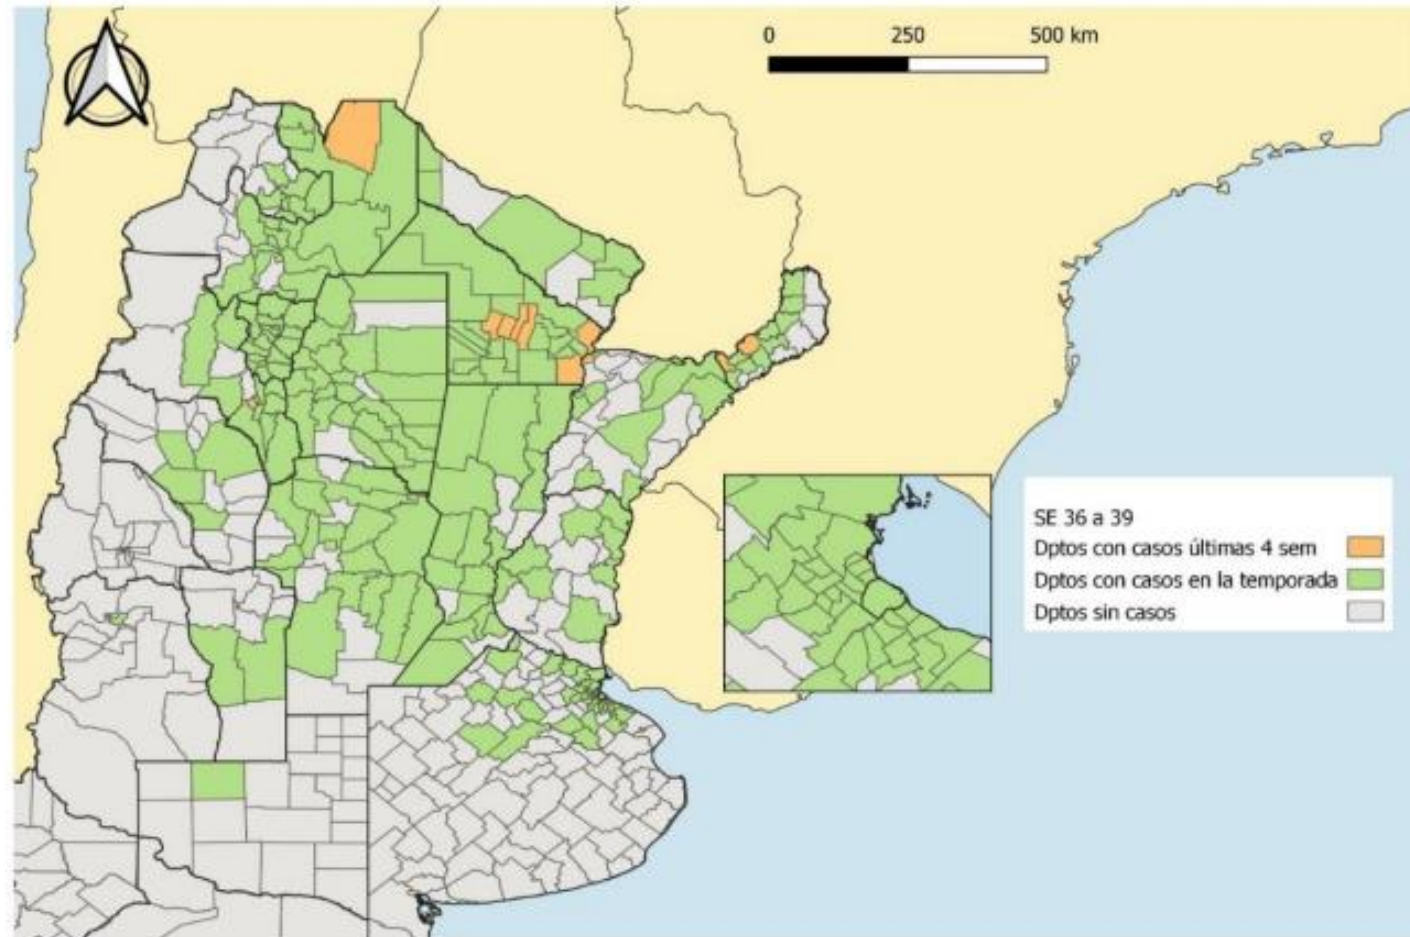 0 250 500 km
SE 36 a 39
Dptos con casos últimas 4 sem
Dptos con casos en la temporada
Dptos sin casos